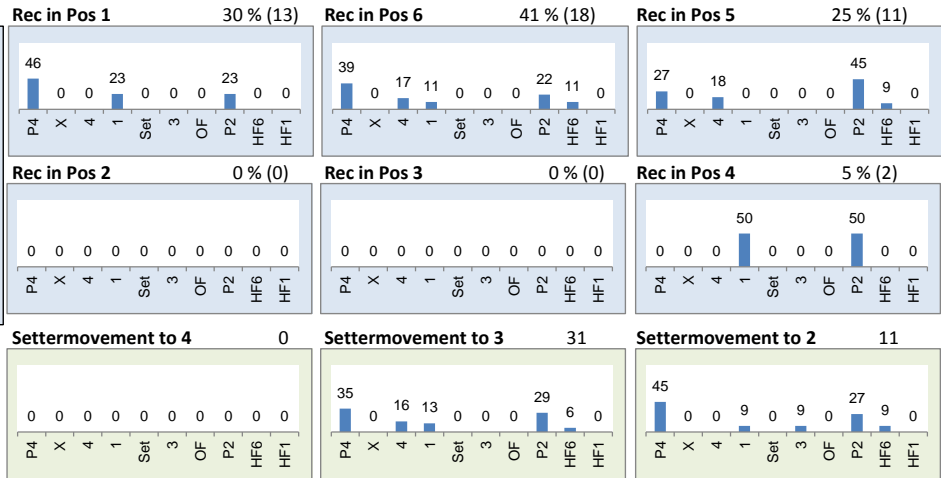 Rec in Pos 1 30 % (13)
46 0 0 23 0 0 0 23 0 0
P4 X 4 1 Set 3 OF P2 HF6 HF1
Rec in Pos 6 41 % (18)
39 0 17 11 0 0 0 22 11 0
P4 X 4 1 Set 3 OF P2 HF6 HF1
Rec in Pos 5 25 % (11)
27 0 18 0 0 0 0 45 9 0
P4 X 4 1 Set 3 OF P2 HF6 HF1
Rec in Pos 2 0 % (0)
0 0 0 0 0 0 0 0 0 0
P4 X 4 1 Set 3 OF P2 HF6 HF1
Rec in Pos 3 0 % (0)
0 0 0 0 0 0 0 0 0 0
P4 X 4 1 Set 3 OF P2 HF6 HF1
Rec in Pos 4 5 % (2)
0 0 0 50 0 0 0 50 0 0
P4 X 4 1 Set 3 OF P2 HF6 HF1
Settermovement to 4 0
0 0 0 0 0 0 0 0 0 0
P4 X 4 1 Set 3 OF P2 HF6 HF1
Settermovement to 3 31
35 0 16 13 0 0 0 29 6 0
P4 X 4 1 Set 3 OF P2 HF6 HF1
Settermovement to 2 11
45 0 0 9 0 9 0 27 9 0
P4 X 4 1 Set 3 OF P2 HF6 HF1